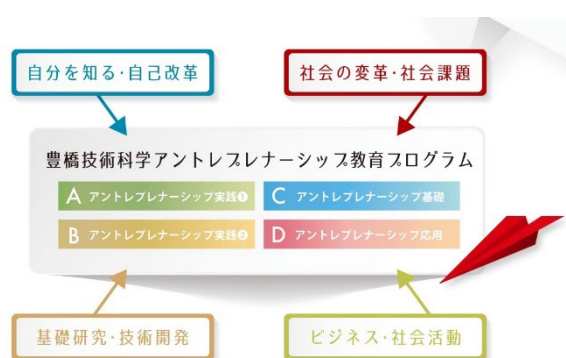 自分を知る・自己改革
社会の変革・社会課題
豊橋技術科学アントレプレナーシップ教育プログラム
A アントレプレナーシップ実践❶
C アントレプレナーシップ基礎
B アントレプレナーシップ実践❷
D アントレプレナーシップ応用
基礎研究・技術開発
ビジネス・社会活動